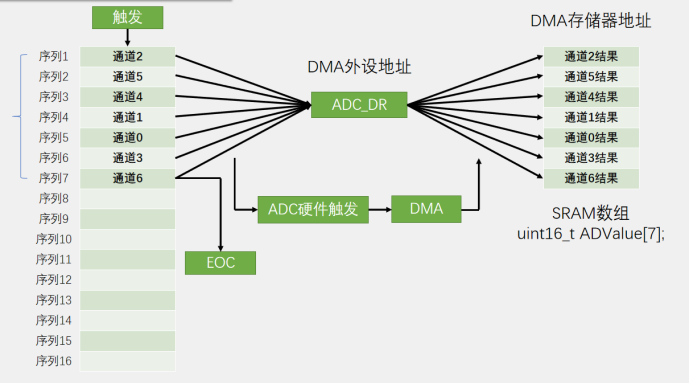 触发
DMA存储器地址
序列1 通道2 通道2结果
序列2 通道5 DMA外设地址 通道5结果
序列3 通道4 ADC_DR 通道4结果
序列4 通道1 通道1结果
序列5 通道0 通道0结果
序列6 通道3 通道3结果
序列7 通道6 通道6结果
序列8
ADC硬件触发 DMA SRAM数组
序列9
uint16_t ADValue[7];
序列10
序列11 EOC
序列12
序列13
序列14
序列15
序列16